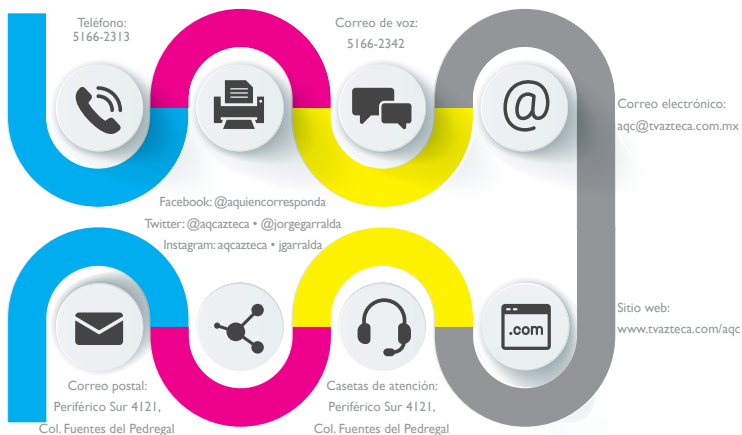 Teléfono:
5166-2313
Correo de voz:
5166-2342
@
Correo electrónico:
aqc@tvazteca.com.mx
Facebook: @aquiencorresponda
Twitter: @aqcazteca • @jorgegarralda
Instagram: aqcazteca • jgarralda
.com
Sitio web:
www.tvazteca.com/aqc
Correo postal:
Periférico Sur 4121,
Col. Fuentes del Pedregal
Casetas de atención:
Periférico Sur 4121,
Col. Fuentes del Pedregal